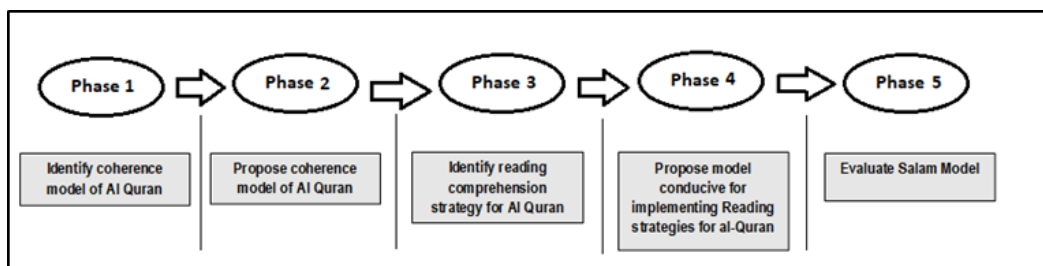 Phase 1
Phase 2
Phase 3
Phase 4
Phase 5
Identify coherence
model of Al Quran
Propose coherence
model of Al Quran
Identify reading
comprehension
strategy for Al Quran
Propose model
conducive for
implementing Reading
strategies for al-Quran
Evaluate Salam Model